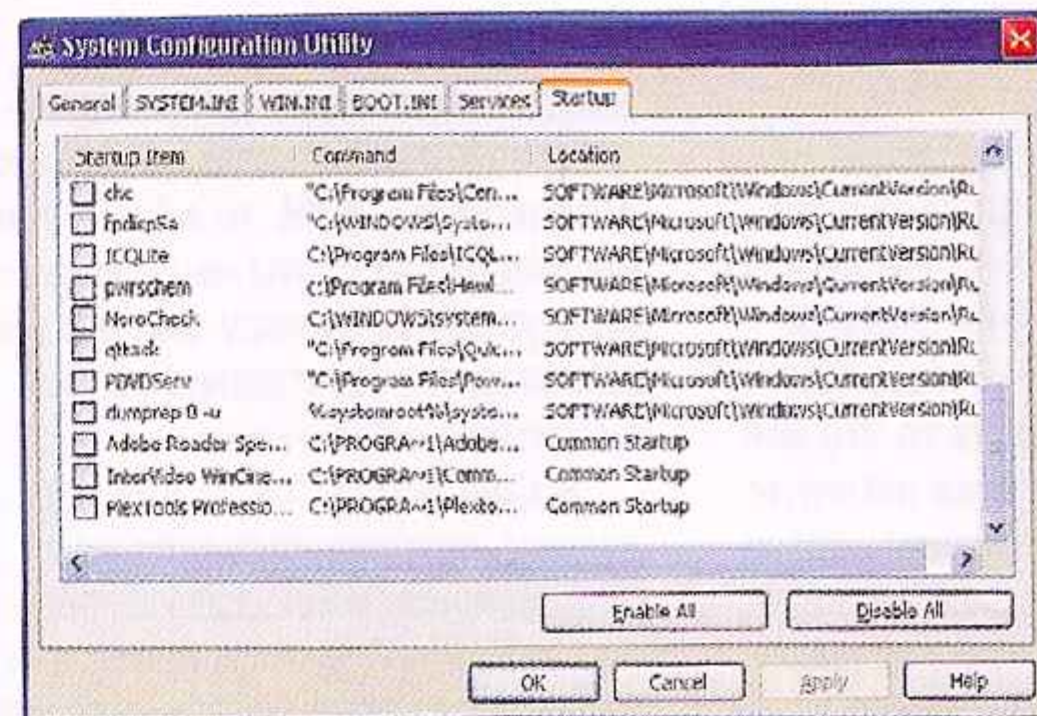 System Configuration Utility
General SYSTEM.INI WIN.INI BOOT.INI Services Startup
Startup Item Command Location
"C:\Program Files\Con... SOFTWARE\Microsoft\Windows\CurrentVersion\Ru
"C:\WINDOWS\Syste... SOFTWARE\Microsoft\Windows\CurrentVersion\Ru
ICQLite C:\Program Files\ICQL... SOFTWARE\Microsoft\Windows\CurrentVersion\Ru
pwrschem c:\Program Files\Hewl... SOFTWARE\Microsoft\Windows\CurrentVersion\Ru
NeroCheck C:\WINDOWS\system... SOFTWARE\Microsoft\Windows\CurrentVersion\Ru
qttask "C:\Program Files\Quic... SOFTWARE\Microsoft\Windows\CurrentVersion\Ru
PDVDServ "C:\Program Files\Pow... SOFTWARE\Microsoft\Windows\CurrentVersion\Ru
dumprep 0 -u %systemroot%\syste... SOFTWARE\Microsoft\Windows\CurrentVersion\Ru
Adobe Reader Spe... C:\PROGRA~1\Adobe... Common Startup
InterVideo WinCine... C:\PROGRA~1\Comm... Common Startup
PlexTools Professio... C:\PROGRA~1\Plexto... Common Startup
Enable All Disable All
OK Cancel Apply Help